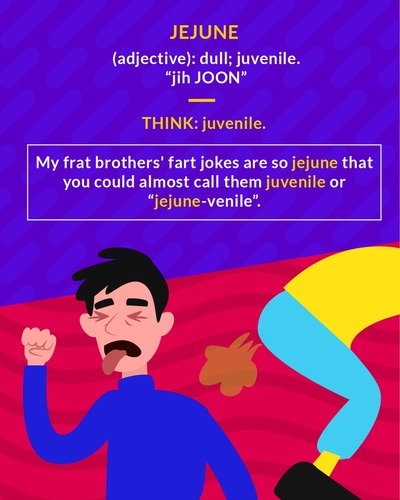 JEJUNE
(adjective): dull; juvenile.
“jih JOON”
THINK: juvenile.
My frat brothers' fart jokes are so jejune that
you could almost call them juvenile or
“jejune-venile”.